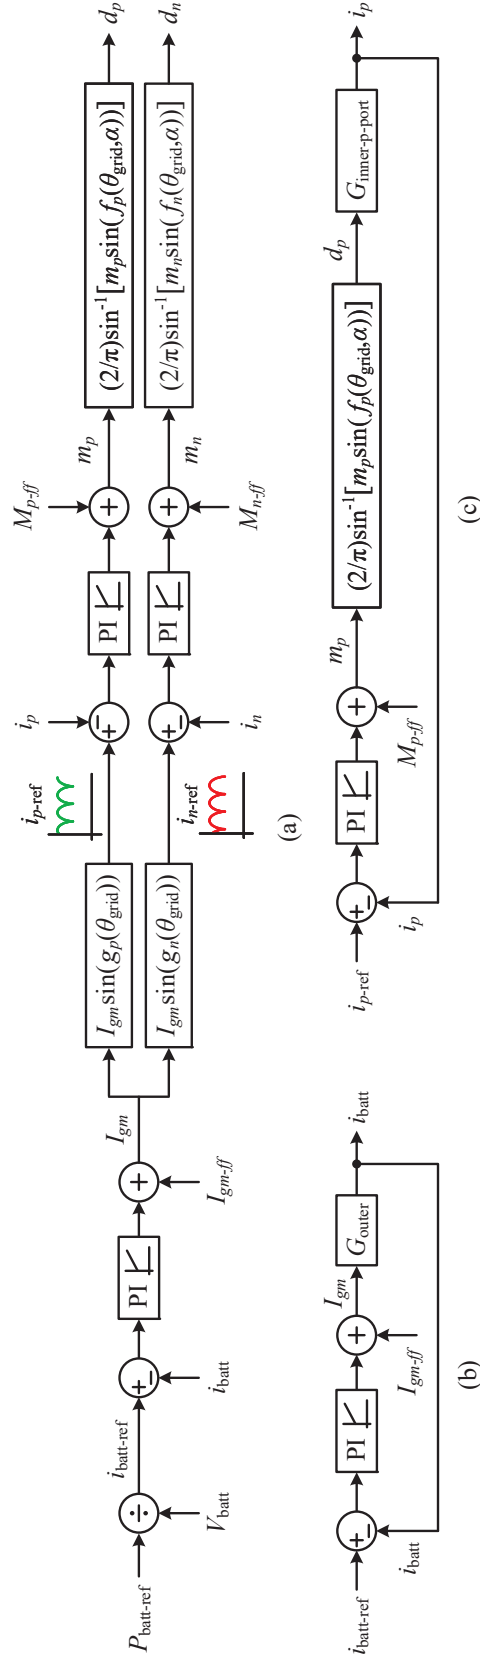 P_batt-ref
V_batt
÷
i_batt-ref
+ −
i_batt
PI
+
I_gm-ff
I_gm
I_gm sin(g_p(θ_grid))
I_gm sin(g_n(θ_grid))
i_p-ref
i_n-ref
i_p
+ −
+ −
i_n
PI
PI
M_p-ff
+
+
M_n-ff
m_p
m_n
(2/π)sin⁻¹[m_p sin(f_p(θ_grid,α))]
(2/π)sin⁻¹[m_n sin(f_n(θ_grid,α))]
d_p
d_n
(a)
i_batt-ref
+ −
i_batt
PI
+
I_gm-ff
I_gm
G_outer
i_batt
(b)
i_p-ref
+ −
i_p
PI
+
M_p-ff
m_p
(2/π)sin⁻¹[m_p sin(f_p(θ_grid,α))]
d_p
G_inner-p-port
i_p
(c)